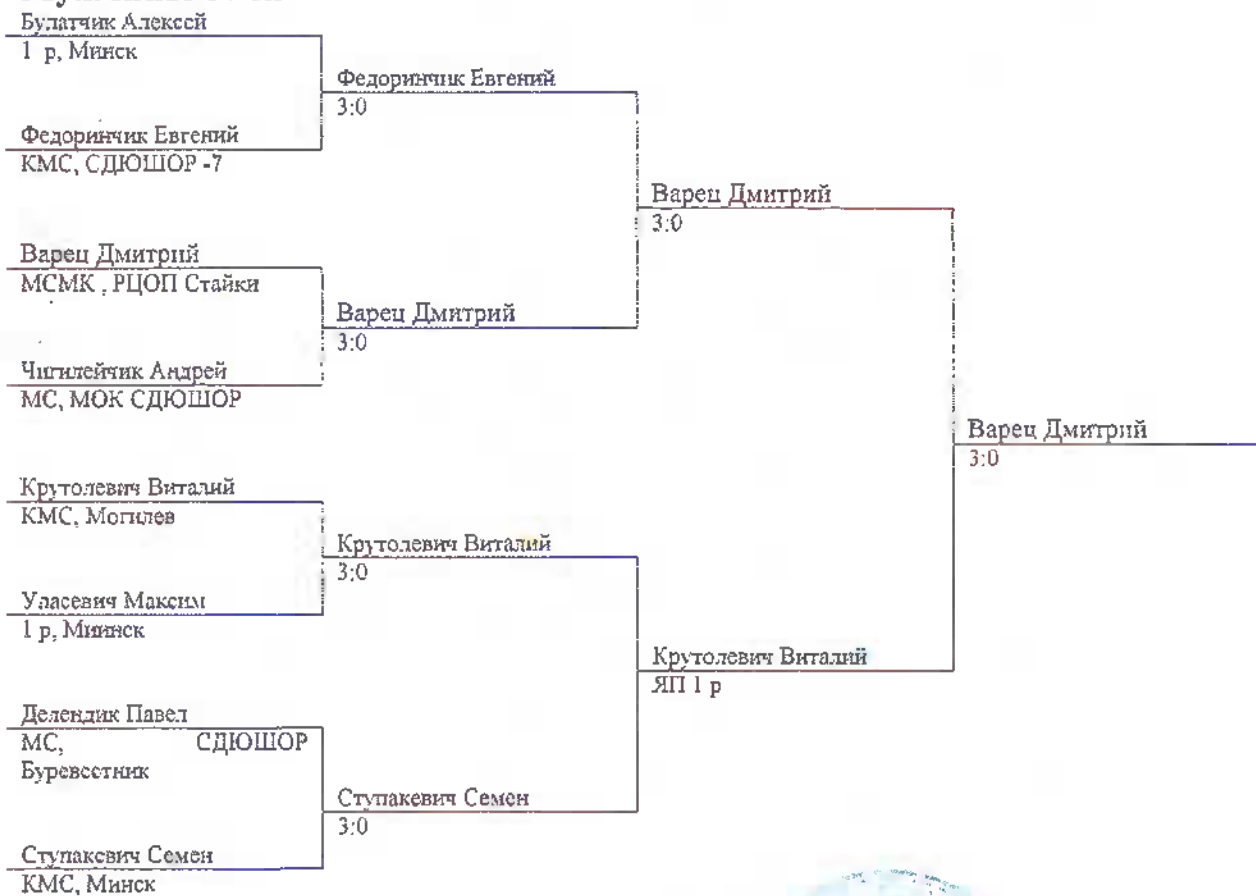 Булатчик Алексей
1 р, Минск
Федоринчик Евгений
3:0
Федоринчик Евгений
КМС, СДЮШОР -7
Варец Дмитрий
3:0
Варец Дмитрий
МСМК , РЦОП Стайки
Варец Дмитрий
3:0
Чигилейчик Андрей
МС, МОК СДЮШОР
Варец Дмитрий
3:0
Крутолевич Виталий
КМС, Могилев
Крутолевич Виталий
3:0
Уласевич Максим
1 р, Миинск
Крутолевич Виталий
ЯП 1 р
Делендик Павел
МС, СДЮШОР
Буревестник
Ступакевич Семен
3:0
Ступакевич Семен
КМС, Минск